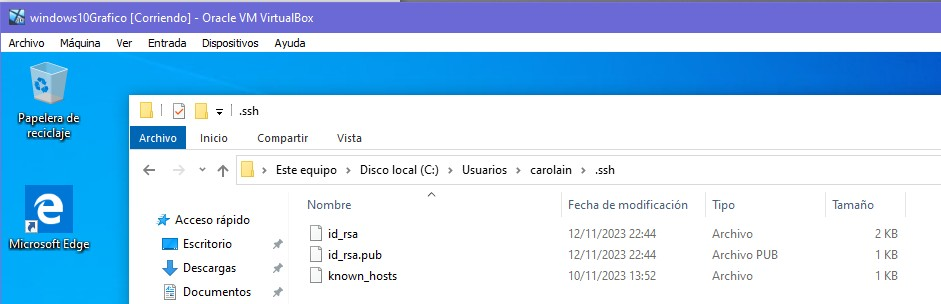 windows10Grafico [Corriendo] - Oracle VM VirtualBox
Archivo Máquina Ver Entrada Dispositivos Ayuda
Papelera de
reciclaje
Microsoft Edge
.ssh
Archivo Inicio Compartir Vista
Este equipo > Disco local (C:) > Usuarios > carolain > .ssh
Acceso rápido
Escritorio
Descargas
Documentos
Nombre Fecha de modificación Tipo Tamaño
id_rsa 12/11/2023 22:44 Archivo 2 KB
id_rsa.pub 12/11/2023 22:44 Archivo PUB 1 KB
known_hosts 10/11/2023 13:52 Archivo 1 KB